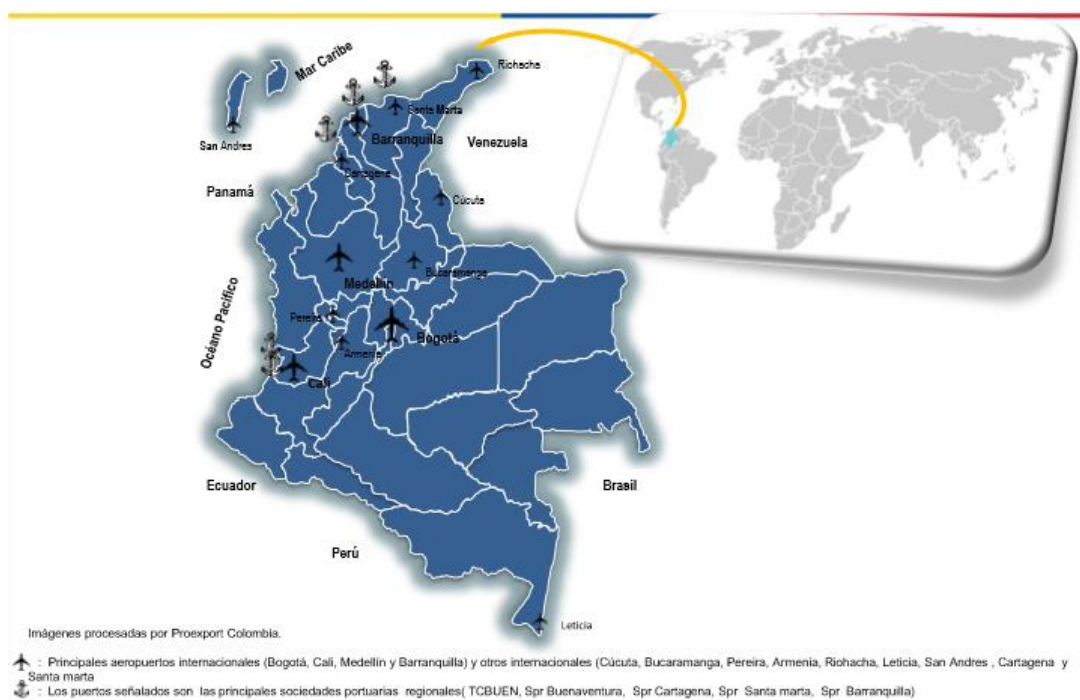 Mar Caribe
Riohacha
Santa Marta
San Andres
Barranquilla
Venezuela
Cartagena
Panamá
Cúcuta
Bucaramanga
Medellín
Océano Pacífico
Pereira
Bogotá
Armenia
Cali
Ecuador
Brasil
Perú
Leticia
Imágenes procesadas por Proexport Colombia.
: Principales aeropuertos internacionales (Bogotá, Cali, Medellín y Barranquilla) y otros internacionales (Cúcuta, Bucaramanga, Pereira, Armenia, Riohacha, Leticia, San Andres , Cartagena y
Santa marta
: Los puertos señalados son las principales sociedades portuarias regionales( TCBUEN, Spr Buenaventura, Spr Cartagena, Spr Santa marta, Spr Barranquilla)